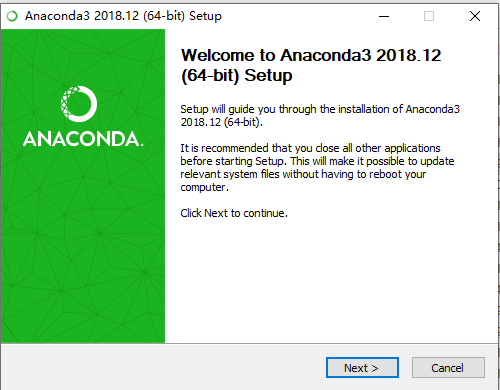 Anaconda3 2018.12 (64-bit) Setup
Welcome to Anaconda3 2018.12
(64-bit) Setup
ANACONDA.
Setup will guide you through the installation of Anaconda3
2018.12 (64-bit).
It is recommended that you close all other applications
before starting Setup. This will make it possible to update
relevant system files without having to reboot your
computer.
Click Next to continue.
Next >
Cancel